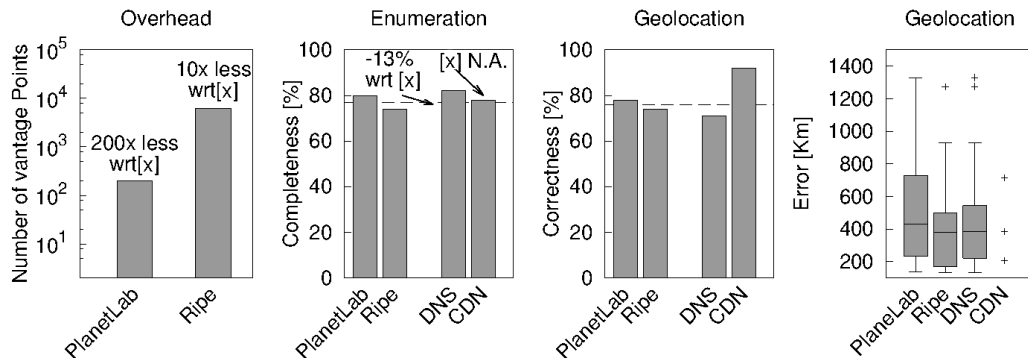 Overhead
Number of vantage Points
10^5
10^4
10^3
10^2
10^1
200x less
wrt[x]
10x less
wrt[x]
PlanetLab
Ripe
Enumeration
Completeness [%]
100
80
60
40
20
0
-13%
wrt [x]
[x] N.A.
PlanetLab
Ripe
DNS
CDN
Geolocation
Correctness [%]
100
80
60
40
20
0
PlanetLab
Ripe
DNS
CDN
Geolocation
Error [Km]
1400
1200
1000
800
600
400
200
PlanetLab
Ripe
DNS
CDN